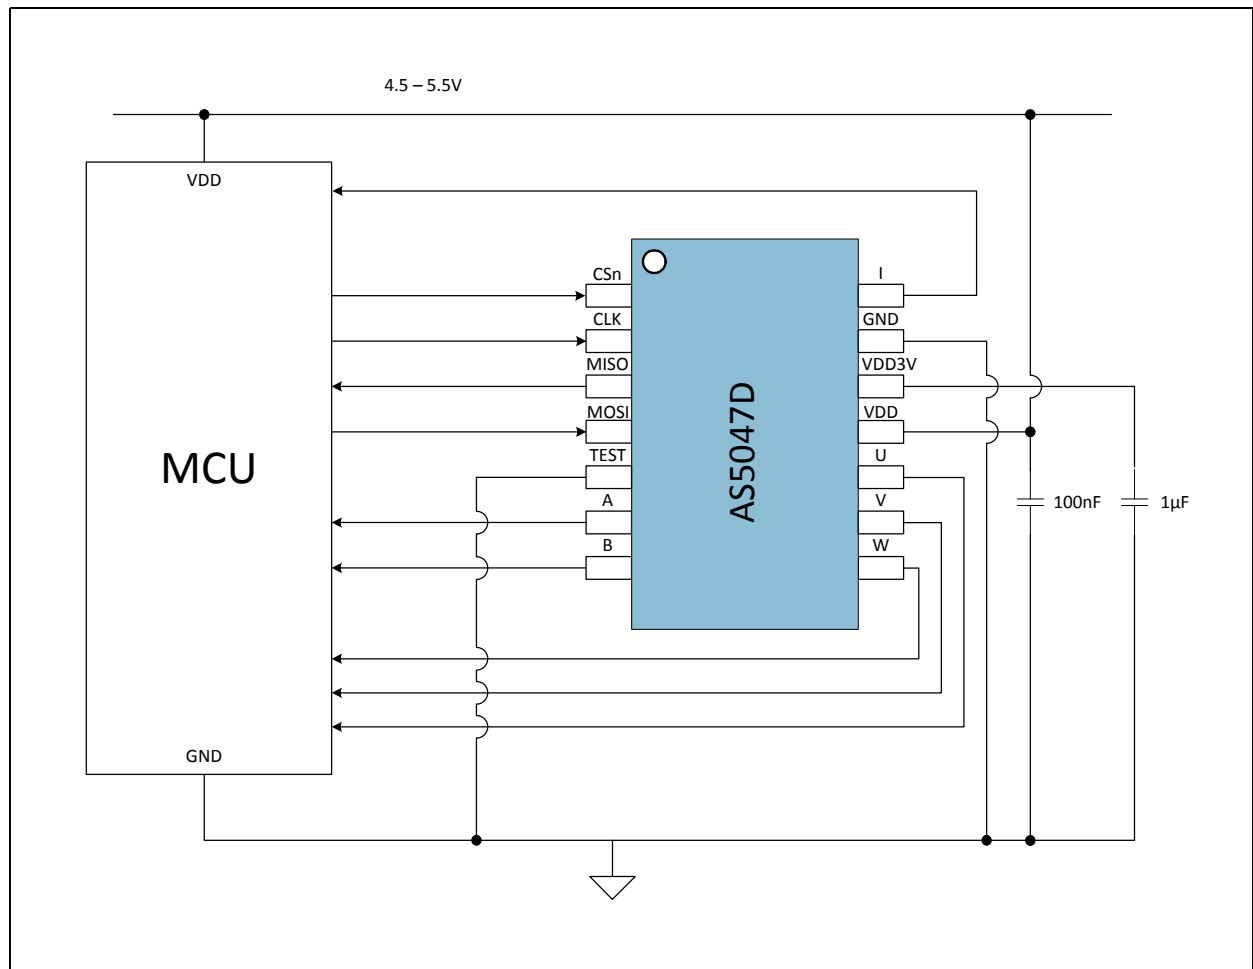 4.5 – 5.5V
VDD
CSn
I
CLK
GND
MISO
VDD3V
MOSI
VDD
TEST
U
MCU
AS5047D
A
V
100nF
1µF
B
W
GND